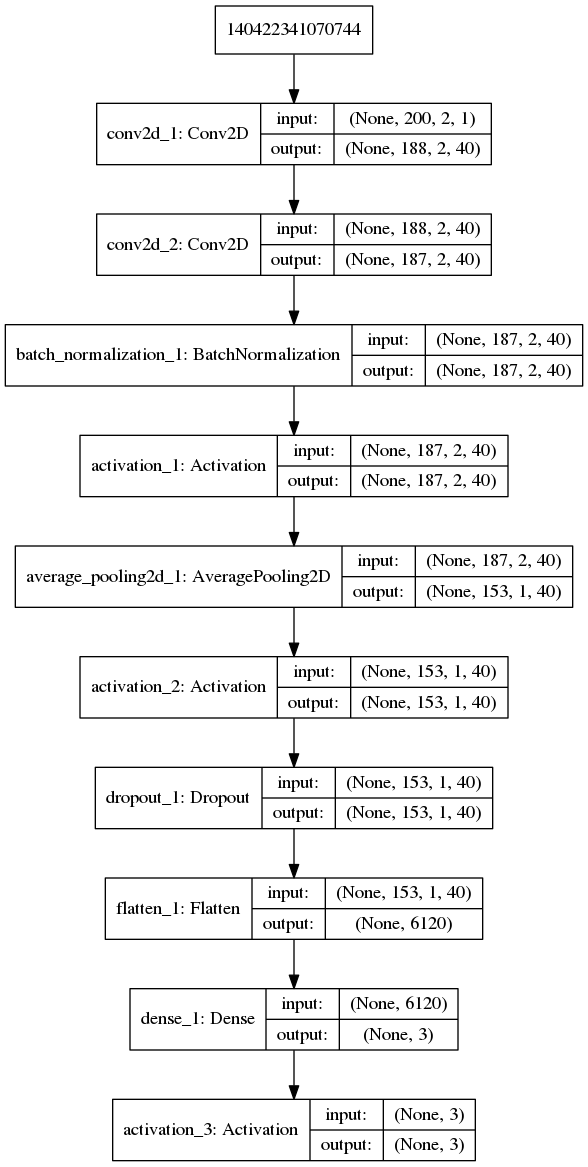 140422341070744
conv2d_1: Conv2D input: (None, 200, 2, 1)
output: (None, 188, 2, 40)
conv2d_2: Conv2D input: (None, 188, 2, 40)
output: (None, 187, 2, 40)
batch_normalization_1: BatchNormalization input: (None, 187, 2, 40)
output: (None, 187, 2, 40)
activation_1: Activation input: (None, 187, 2, 40)
output: (None, 187, 2, 40)
average_pooling2d_1: AveragePooling2D input: (None, 187, 2, 40)
output: (None, 153, 1, 40)
activation_2: Activation input: (None, 153, 1, 40)
output: (None, 153, 1, 40)
dropout_1: Dropout input: (None, 153, 1, 40)
output: (None, 153, 1, 40)
flatten_1: Flatten input: (None, 153, 1, 40)
output: (None, 6120)
dense_1: Dense input: (None, 6120)
output: (None, 3)
activation_3: Activation input: (None, 3)
output: (None, 3)